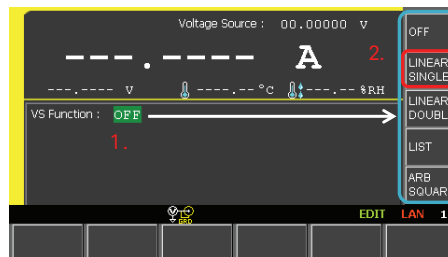 Voltage Source : 00.00000 V
---.---- A
2.
---.---- V ----.-- °C ---.-- %RH
VS Function : OFF
1.
OFF
LINEAR
SINGLE
LINEAR
DOUBL
LIST
ARB
SQUAR
GRD
EDIT LAN 1